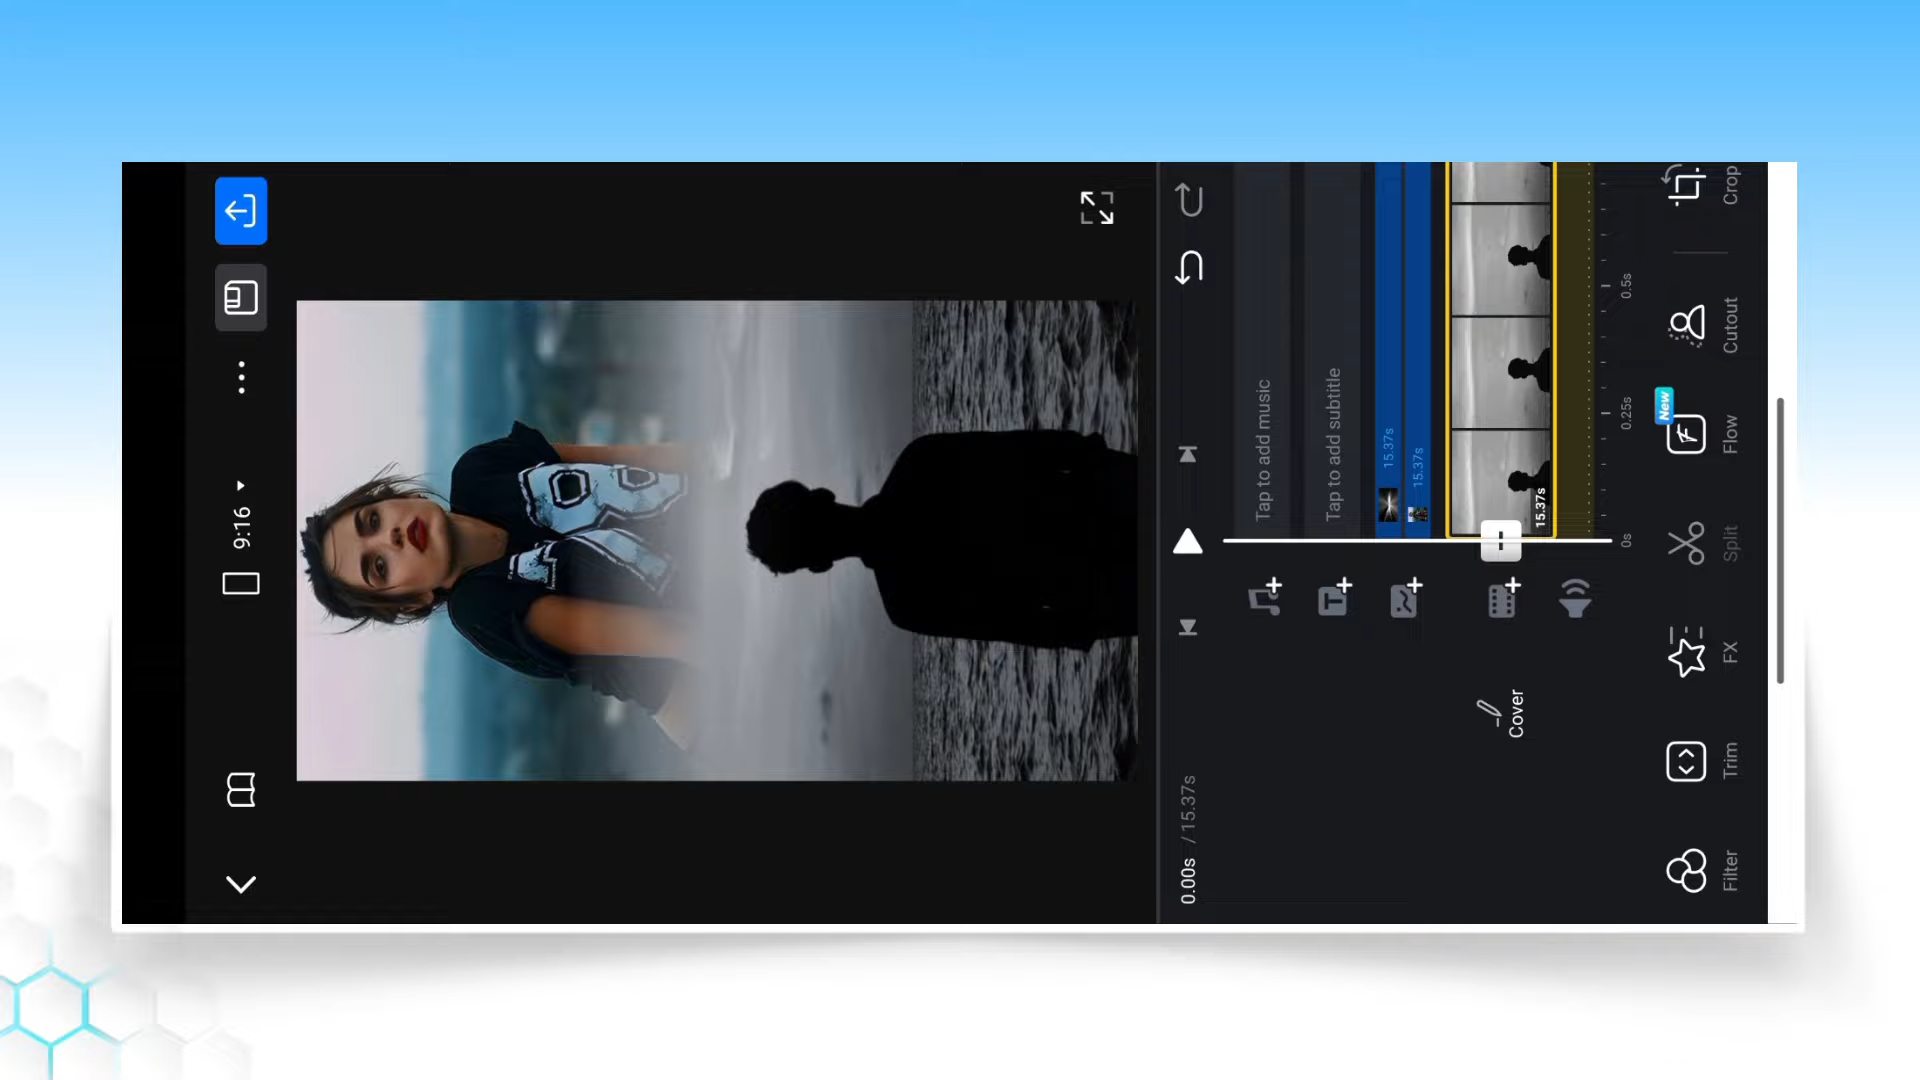 9:16
0.00s / 15.37s
Tap to add music
Tap to add subtitle
15.37s
15.37s
Cover
15.37s
0s
0.25s
0.5s
Filter
Trim
FX
Split
Flow
New
Cutout
Crop